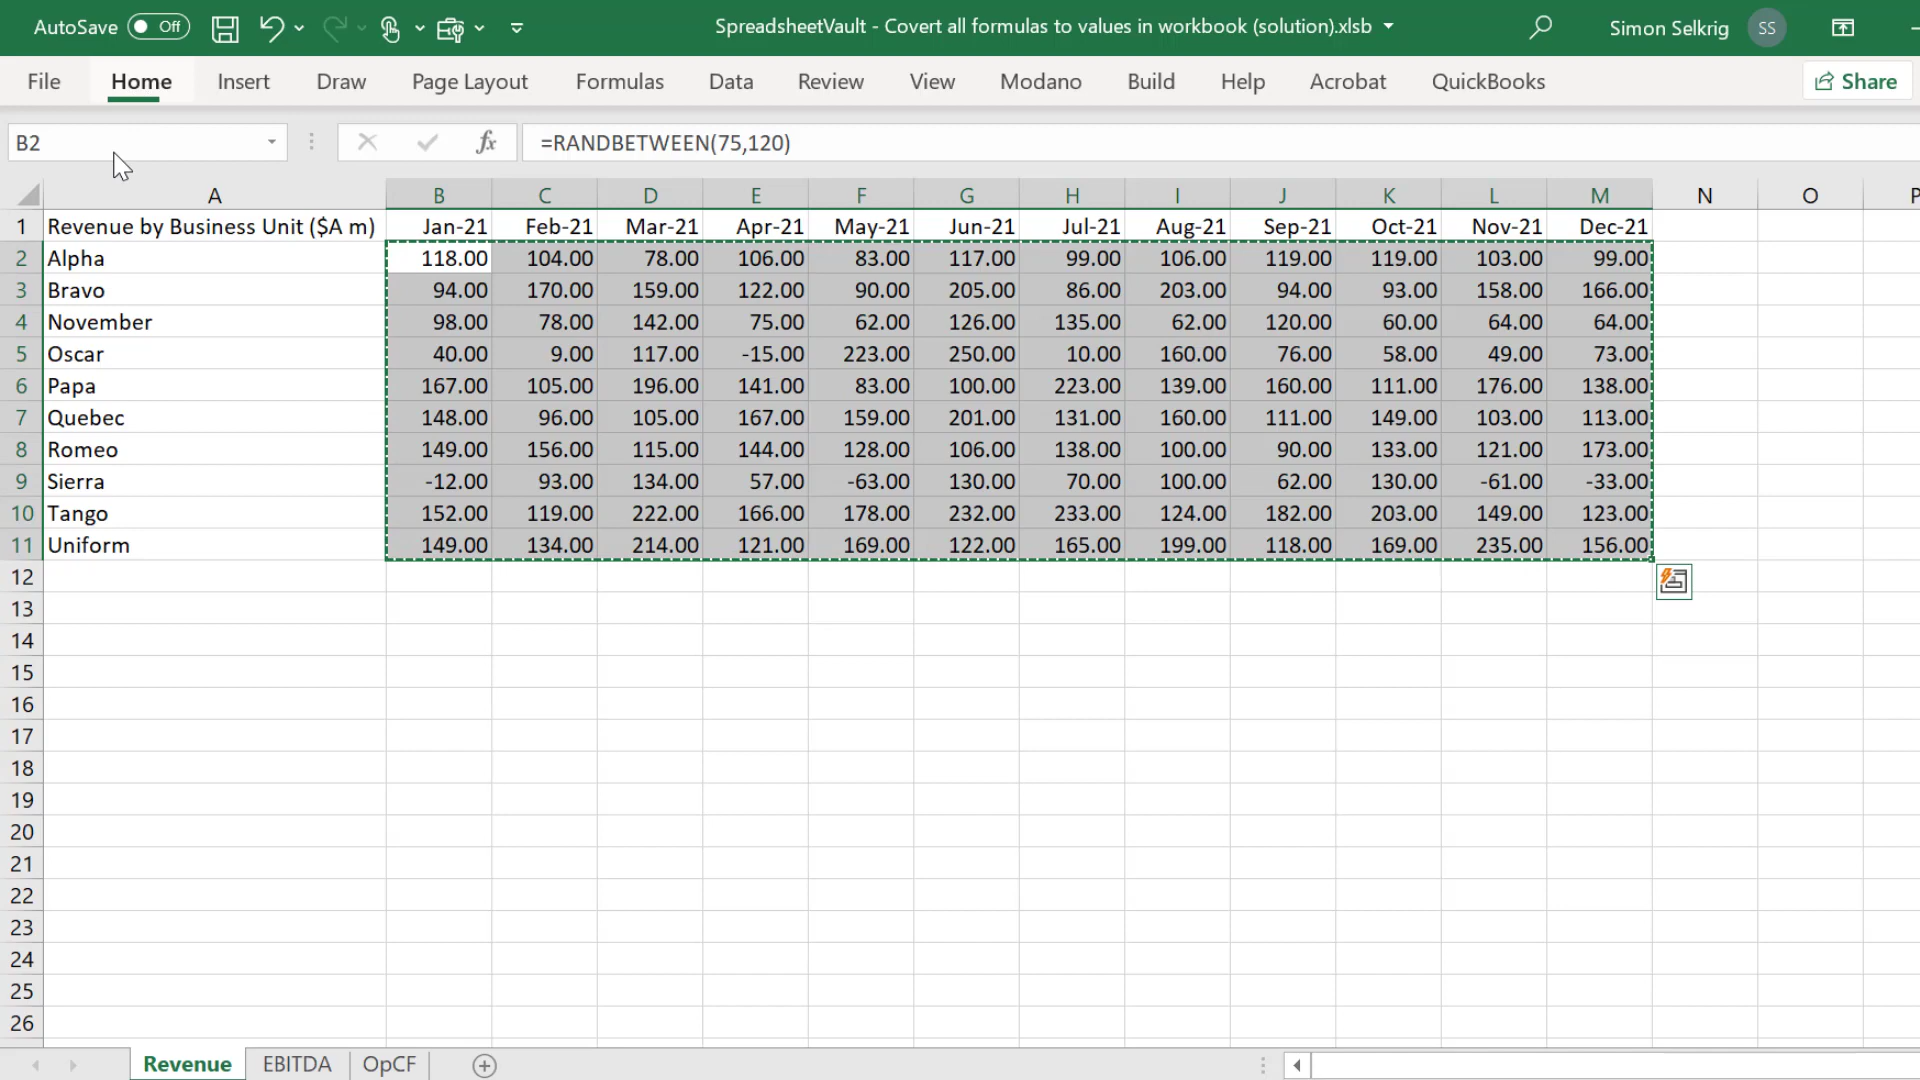 AutoSave Off SpreadsheetVault - Covert all formulas to values in workbook (solution).xlsb Simon Selkrig SS
File Home Insert Draw Page Layout Formulas Data Review View Modano Build Help Acrobat QuickBooks Share
B2 fx =RANDBETWEEN(75,120)
A B C D E F G H I J K L M N O P
1 Revenue by Business Unit ($A m) Jan-21 Feb-21 Mar-21 Apr-21 May-21 Jun-21 Jul-21 Aug-21 Sep-21 Oct-21 Nov-21 Dec-21
2 Alpha 118.00 104.00 78.00 106.00 83.00 117.00 99.00 106.00 119.00 119.00 103.00 99.00
3 Bravo 94.00 170.00 159.00 122.00 90.00 205.00 86.00 203.00 94.00 93.00 158.00 166.00
4 November 98.00 78.00 142.00 75.00 62.00 126.00 135.00 62.00 120.00 60.00 64.00 64.00
5 Oscar 40.00 9.00 117.00 -15.00 223.00 250.00 10.00 160.00 76.00 58.00 49.00 73.00
6 Papa 167.00 105.00 196.00 141.00 83.00 100.00 223.00 139.00 160.00 111.00 176.00 138.00
7 Quebec 148.00 96.00 105.00 167.00 159.00 201.00 131.00 160.00 111.00 149.00 103.00 113.00
8 Romeo 149.00 156.00 115.00 144.00 128.00 106.00 138.00 100.00 90.00 133.00 121.00 173.00
9 Sierra -12.00 93.00 134.00 57.00 -63.00 130.00 70.00 100.00 62.00 130.00 -61.00 -33.00
10 Tango 152.00 119.00 222.00 166.00 178.00 232.00 233.00 124.00 182.00 203.00 149.00 123.00
11 Uniform 149.00 134.00 214.00 121.00 169.00 122.00 165.00 199.00 118.00 169.00 235.00 156.00
12
13
14
15
16
17
18
19
20
21
22
23
24
25
26
Revenue EBITDA OpCF